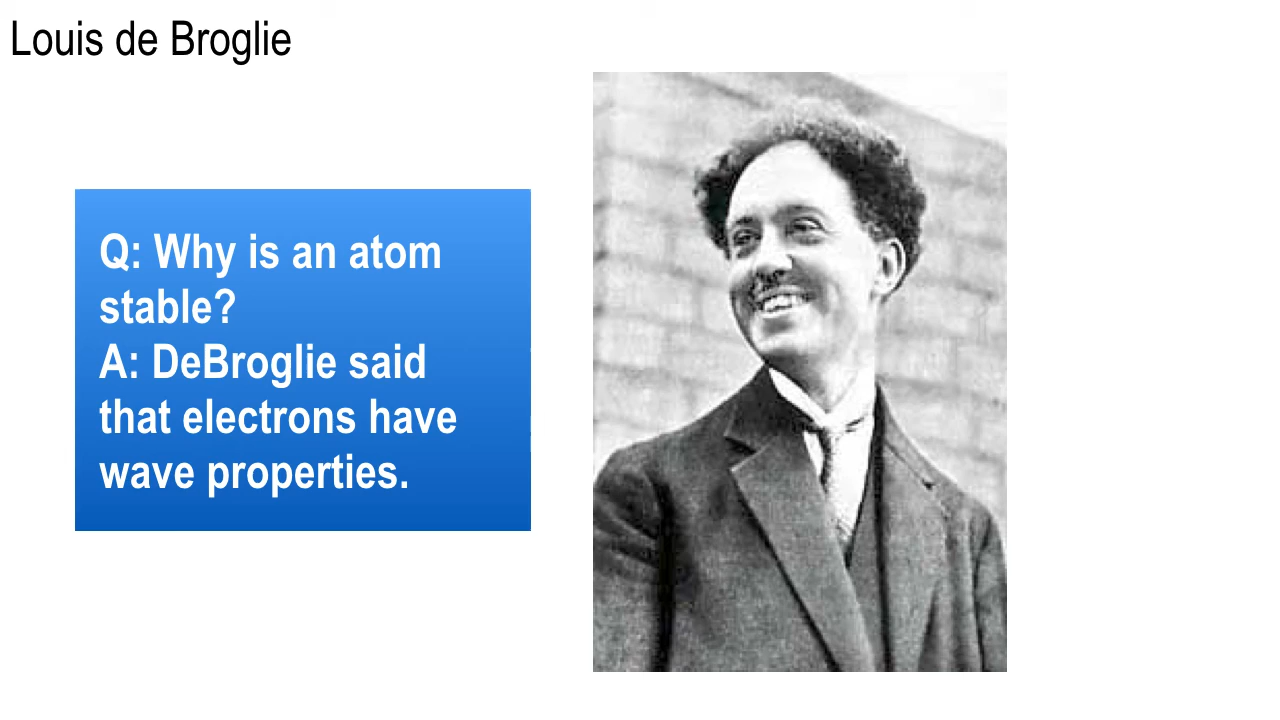 Louis de Broglie
Q: Why is an atom
stable?
A: DeBroglie said
that electrons have
wave properties.